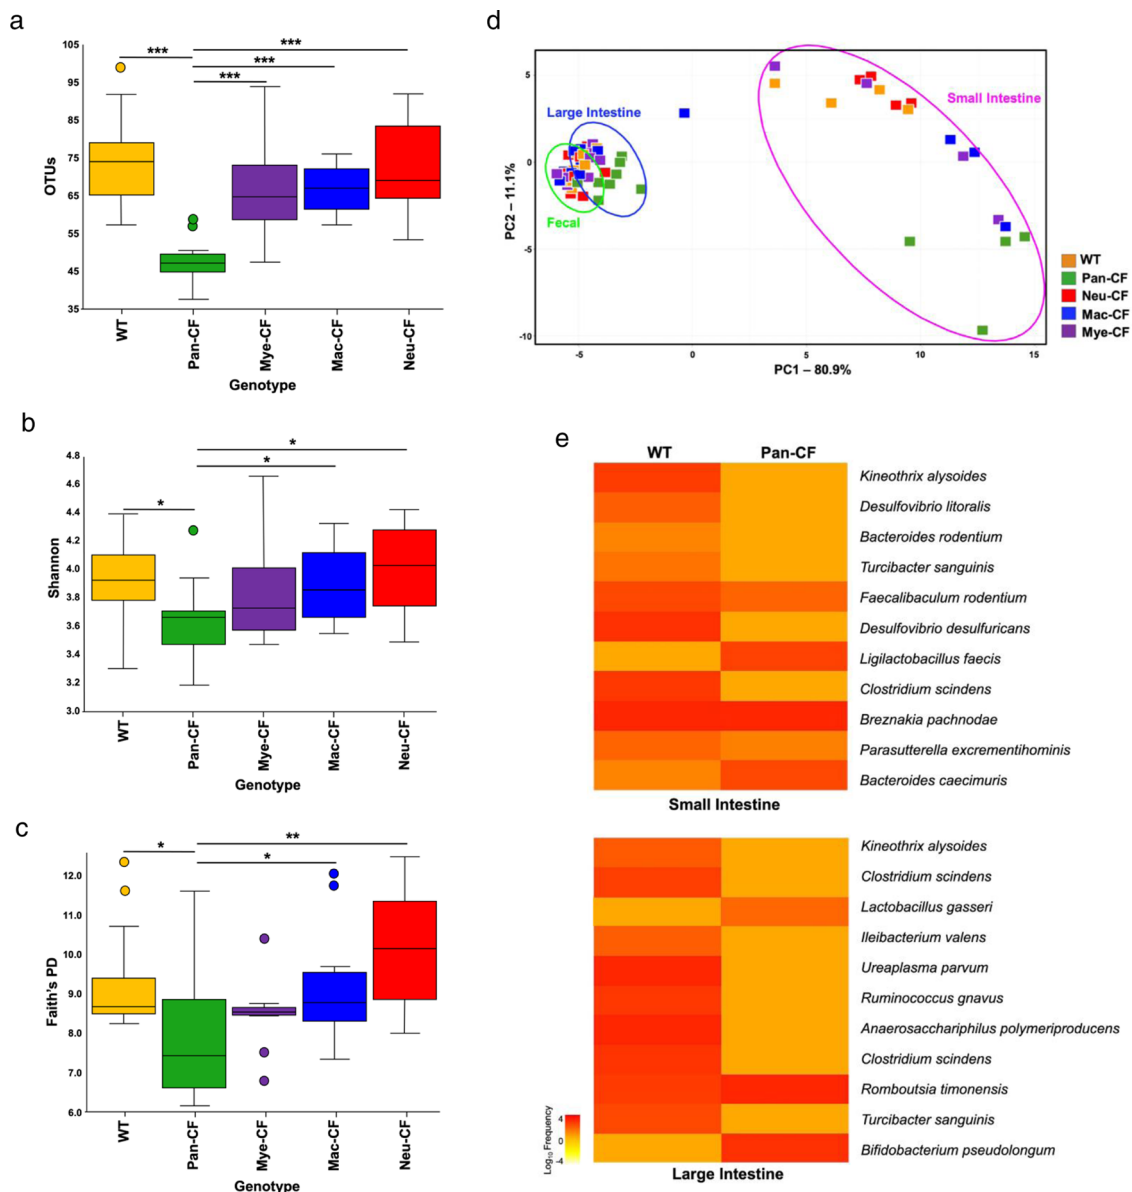 a
105
95
85
75
65
55
45
35
OTUs
***
***
***
***
WT
Pan-CF
Mye-CF
Mac-CF
Neu-CF
Genotype
b
4.8
4.6
4.4
4.2
4.0
3.8
3.6
3.4
3.2
3.0
Shannon
*
*
*
WT
Pan-CF
Mye-CF
Mac-CF
Neu-CF
Genotype
c
12.0
11.0
10.0
9.0
8.0
7.0
6.0
Faith's PD
**
*
*
WT
Pan-CF
Mye-CF
Mac-CF
Neu-CF
Genotype
d
5
0
-5
-10
PC2 – 11.1%
Large Intestine
Small Intestine
Fecal
-5
0
5
10
15
PC1 – 80.9%
WT
Pan-CF
Neu-CF
Mac-CF
Mye-CF
e
WT Pan-CF
Kineothrix alysoides
Desulfovibrio litoralis
Bacteroides rodentium
Turcibacter sanguinis
Faecalibaculum rodentium
Desulfovibrio desulfuricans
Ligilactobacillus faecis
Clostridium scindens
Breznakia pachnodae
Parasutterella excrementihominis
Bacteroides caecimuris
Small Intestine
Kineothrix alysoides
Clostridium scindens
Lactobacillus gasseri
Ileibacterium valens
Ureaplasma parvum
Ruminococcus gnavus
Anaerosacchariphilus polymeriproducens
Clostridium scindens
Romboutsia timonensis
Turcibacter sanguinis
Bifidobacterium pseudolongum
Log10 Frequency
4
0
-4
Large Intestine